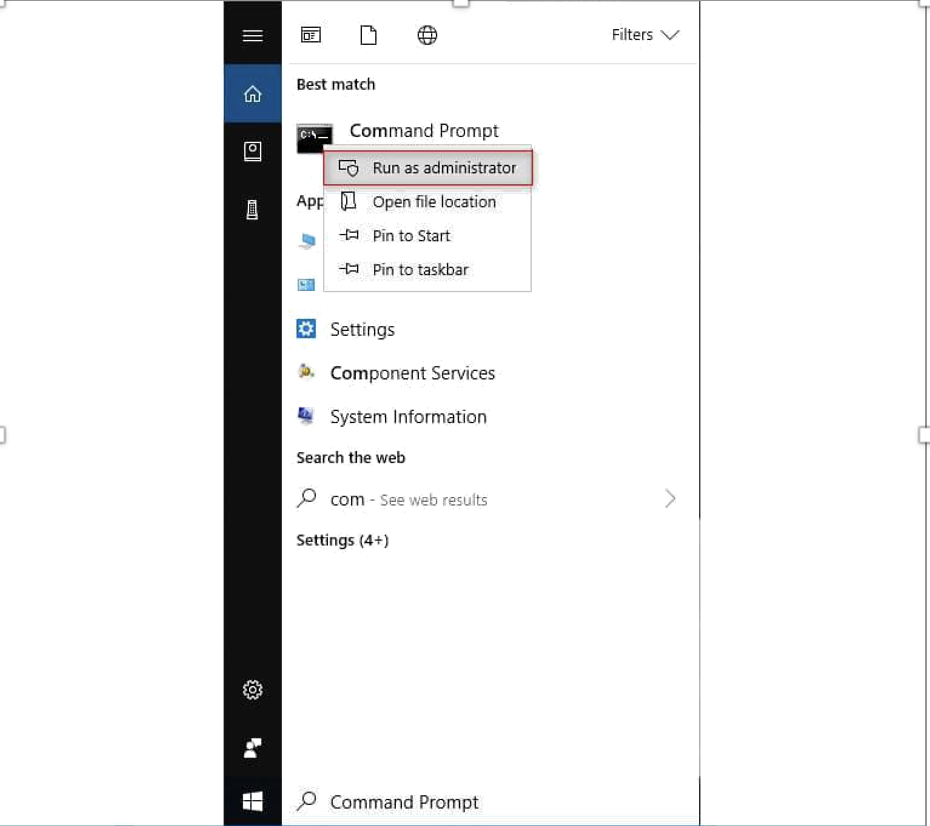 Filters
Best match
C:\
Command Prompt
Run as administrator
App
Open file location
Pin to Start
Pin to taskbar
Settings
Component Services
System Information
Search the web
com - See web results
Settings (4+)
Command Prompt